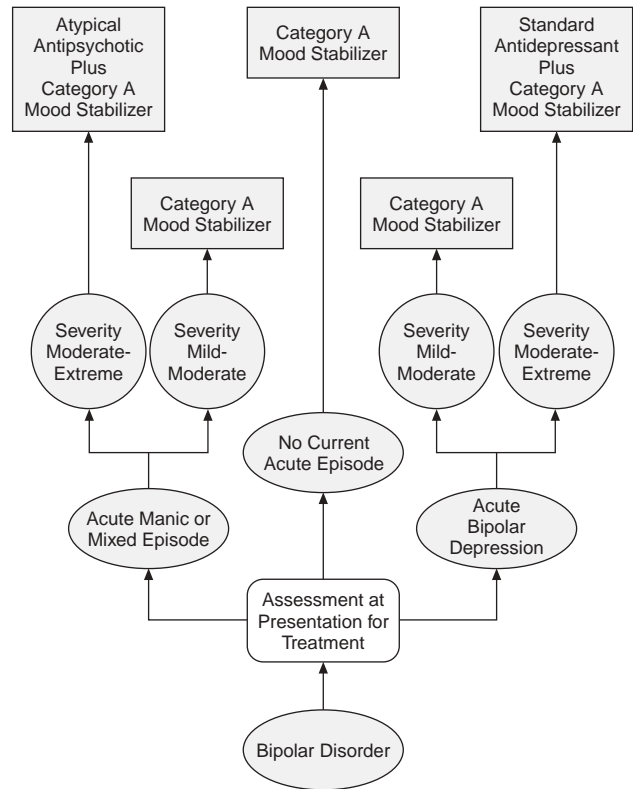 Atypical
Antipsychotic
Plus
Category A
Mood Stabilizer
Category A
Mood Stabilizer
Standard
Antidepressant
Plus
Category A
Mood Stabilizer
Category A
Mood Stabilizer
Category A
Mood Stabilizer
Severity
Moderate-
Extreme
Severity
Mild-
Moderate
Severity
Mild-
Moderate
Severity
Moderate-
Extreme
No Current
Acute Episode
Acute Manic or
Mixed Episode
Acute
Bipolar
Depression
Assessment at
Presentation for
Treatment
Bipolar Disorder